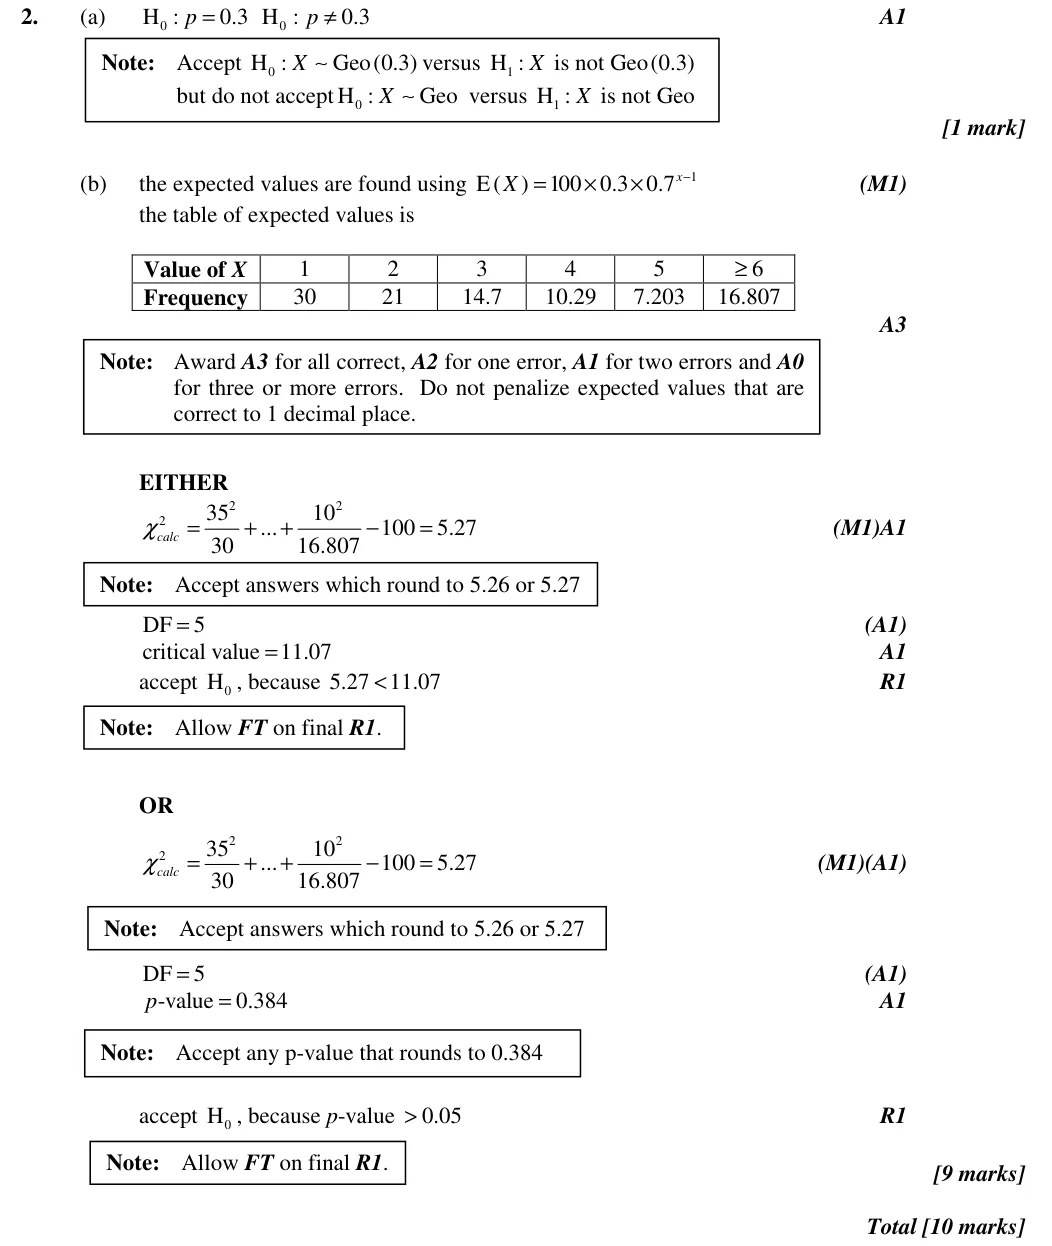 2. (a) H₀ : p = 0.3 H₀ : p ≠ 0.3 A1
Note: Accept H₀ : X ~ Geo(0.3) versus H₁ : X is not Geo(0.3)
but do not accept H₀ : X ~ Geo versus H₁ : X is not Geo
[1 mark]
(b) the expected values are found using E(X) = 100×0.3×0.7^(x−1) (M1)
the table of expected values is
Value of X 1 2 3 4 5 ≥6
Frequency 30 21 14.7 10.29 7.203 16.807
A3
Note: Award A3 for all correct, A2 for one error, A1 for two errors and A0
for three or more errors. Do not penalize expected values that are
correct to 1 decimal place.
EITHER
χ²calc = 35²/30 + ... + 10²/16.807 − 100 = 5.27 (M1)A1
Note: Accept answers which round to 5.26 or 5.27
DF = 5 (A1)
critical value = 11.07 A1
accept H₀, because 5.27 < 11.07 R1
Note: Allow FT on final R1.
OR
χ²calc = 35²/30 + ... + 10²/16.807 − 100 = 5.27 (M1)(A1)
Note: Accept answers which round to 5.26 or 5.27
DF = 5 (A1)
p-value = 0.384 A1
Note: Accept any p-value that rounds to 0.384
accept H₀, because p-value > 0.05 R1
Note: Allow FT on final R1.
[9 marks]
Total [10 marks]